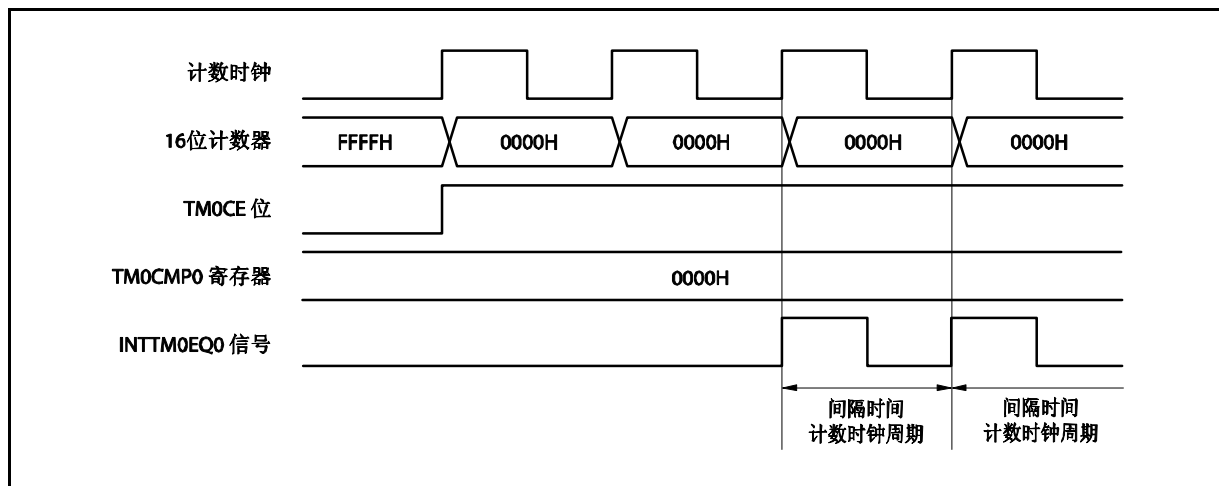 计数时钟
16位计数器
FFFFH
0000H
0000H
0000H
0000H
TM0CE 位
TM0CMP0 寄存器
0000H
INTTM0EQ0 信号
间隔时间
计数时钟周期
间隔时间
计数时钟周期